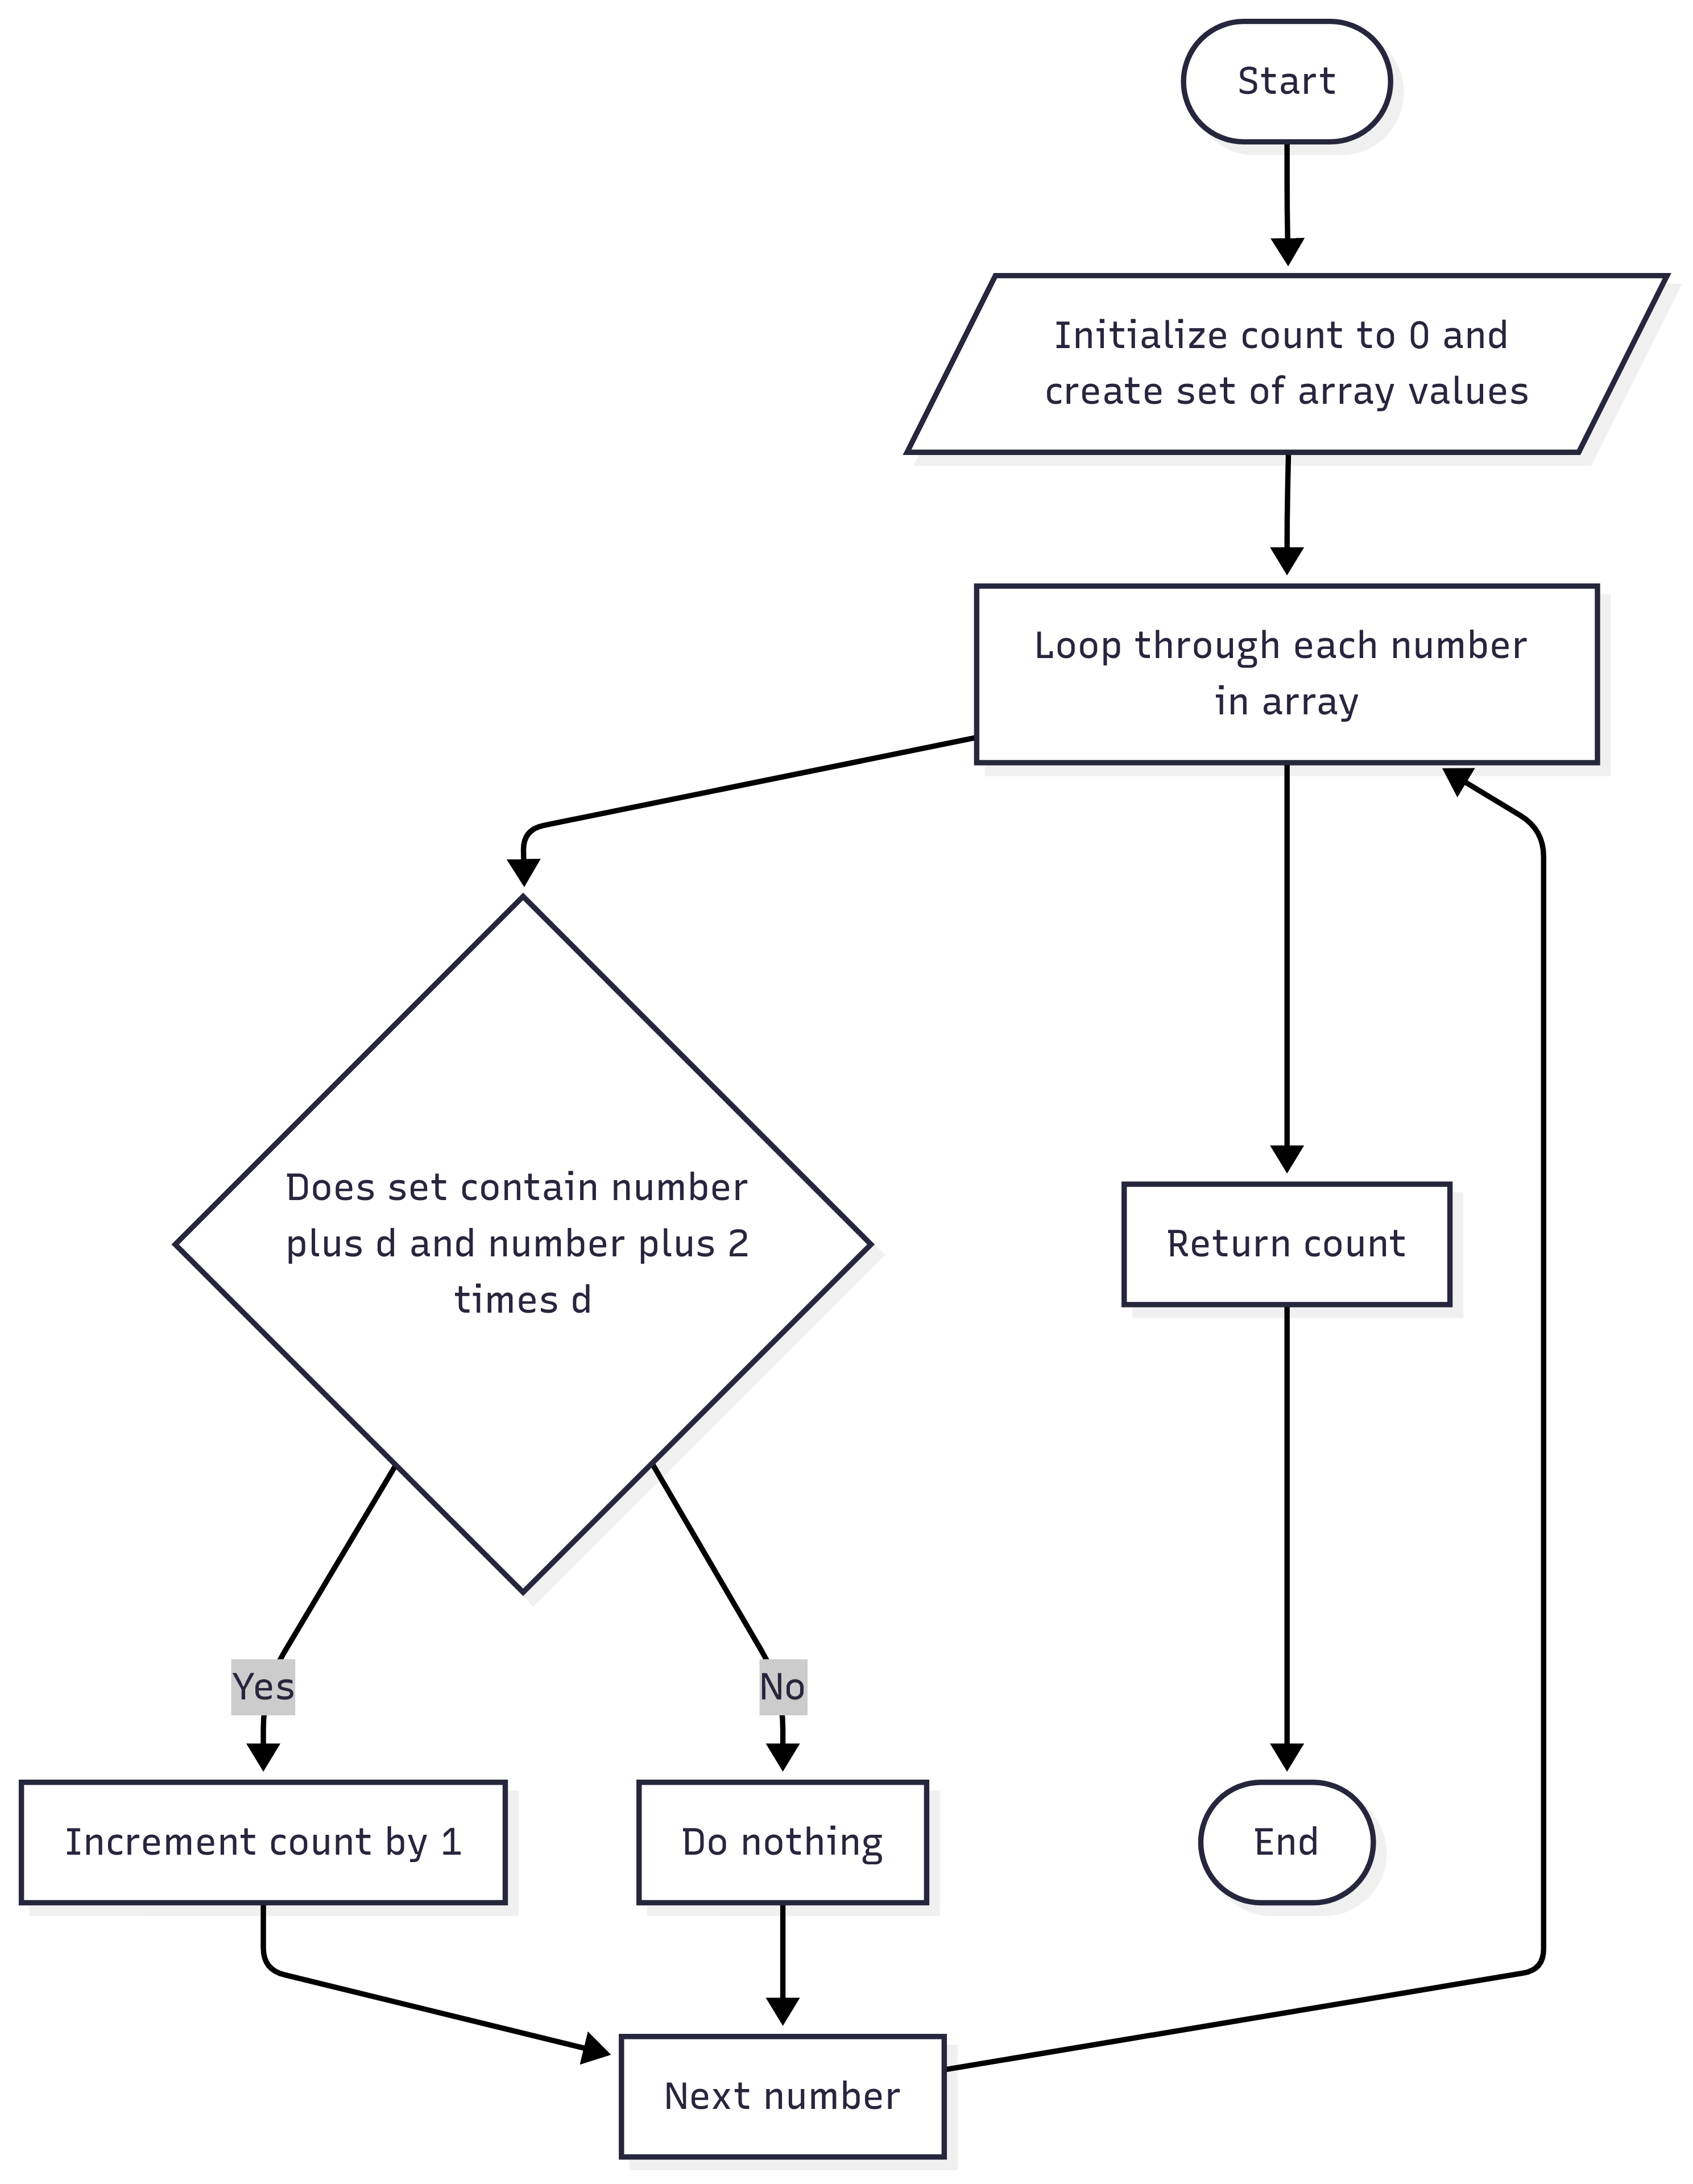 Start
Initialize count to 0 and
create set of array values
Loop through each number
in array
Does set contain number
plus d and number plus 2
times d
Return count
Yes
No
Increment count by 1
Do nothing
End
Next number